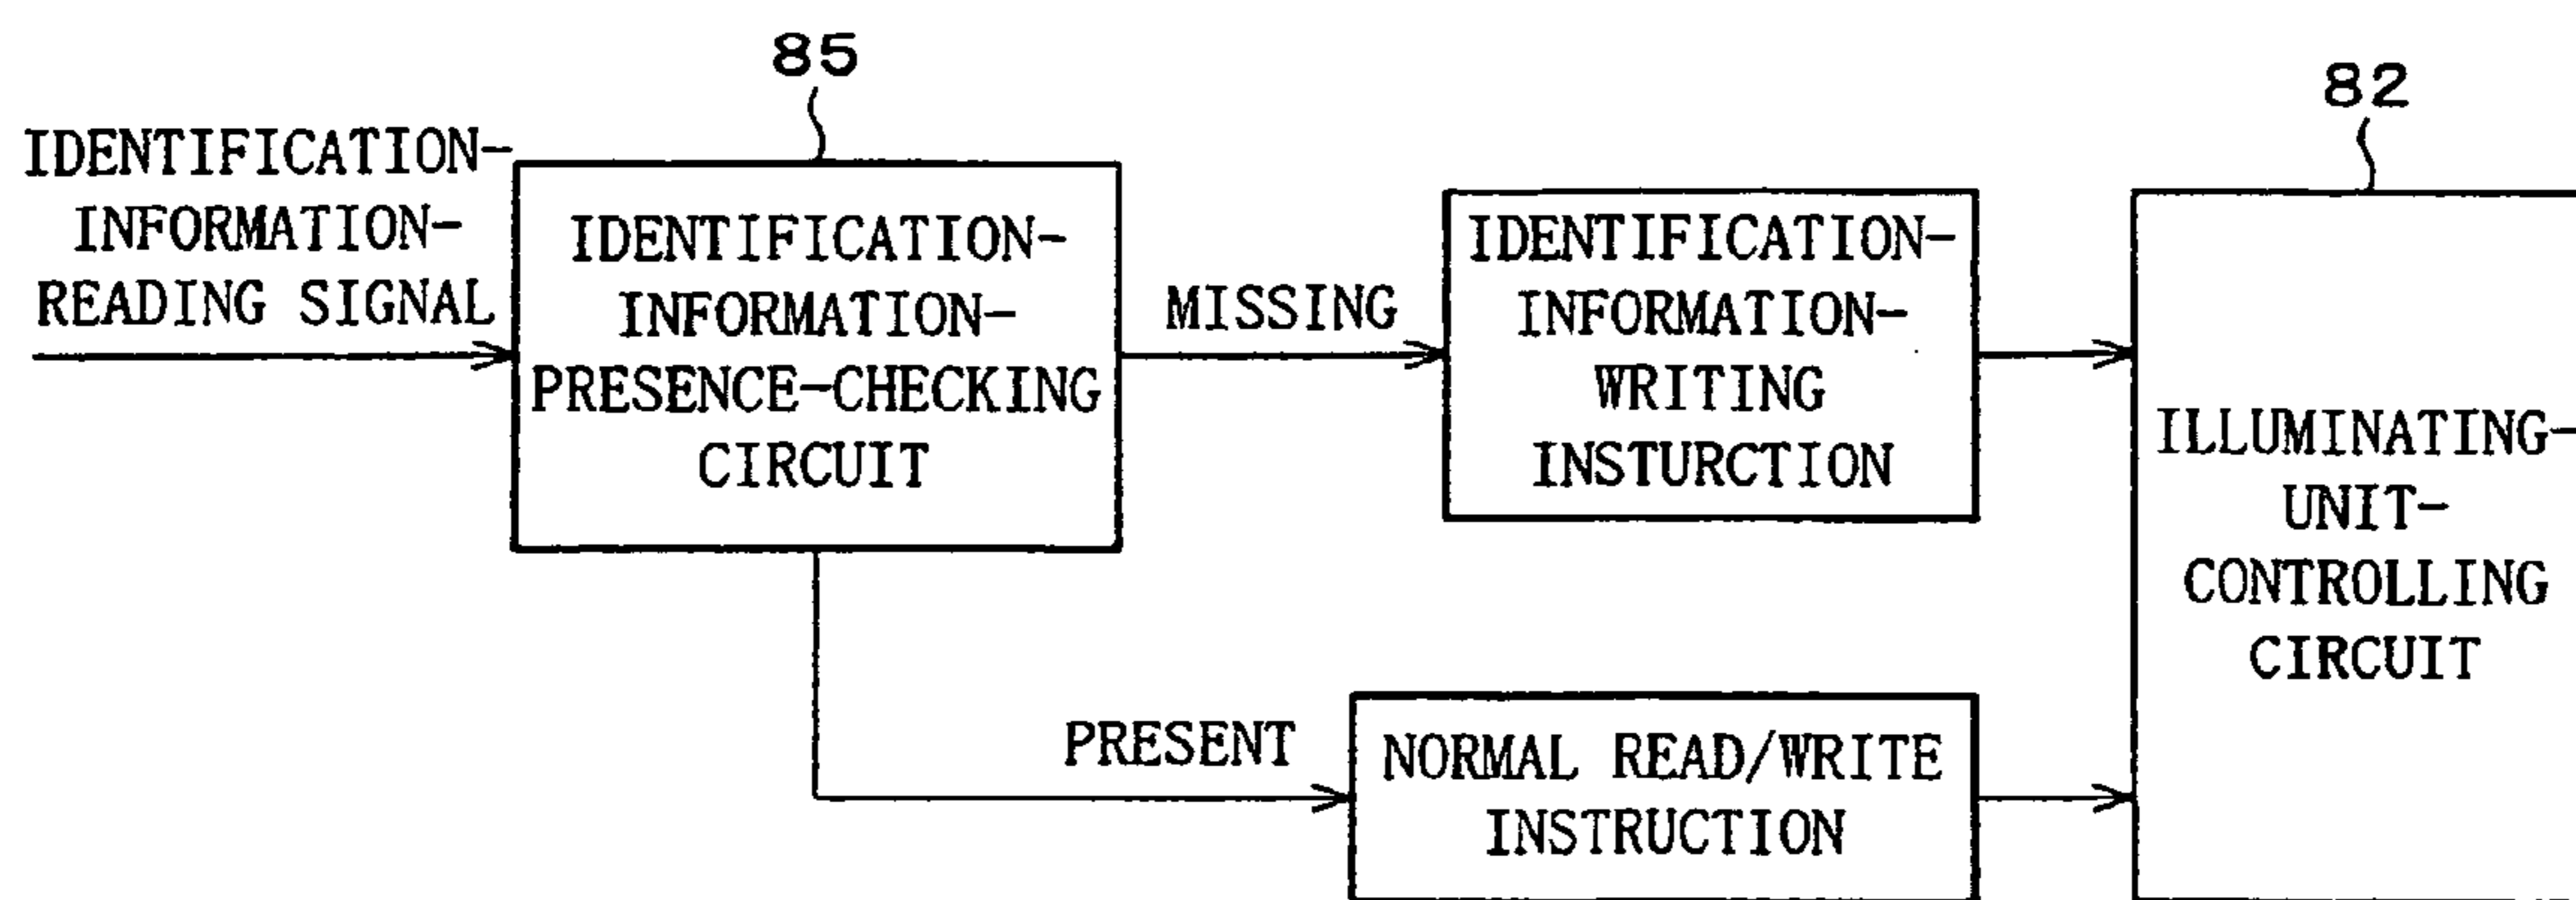 85
82
IDENTIFICATION-
INFORMATION-
READING SIGNAL
IDENTIFICATION-
INFORMATION-
PRESENCE-CHECKING
CIRCUIT
MISSING
IDENTIFICATION-
INFORMATION-
WRITING
INSTURCTION
ILLUMINATING-
UNIT-
CONTROLLING
CIRCUIT
PRESENT
NORMAL READ/WRITE
INSTRUCTION